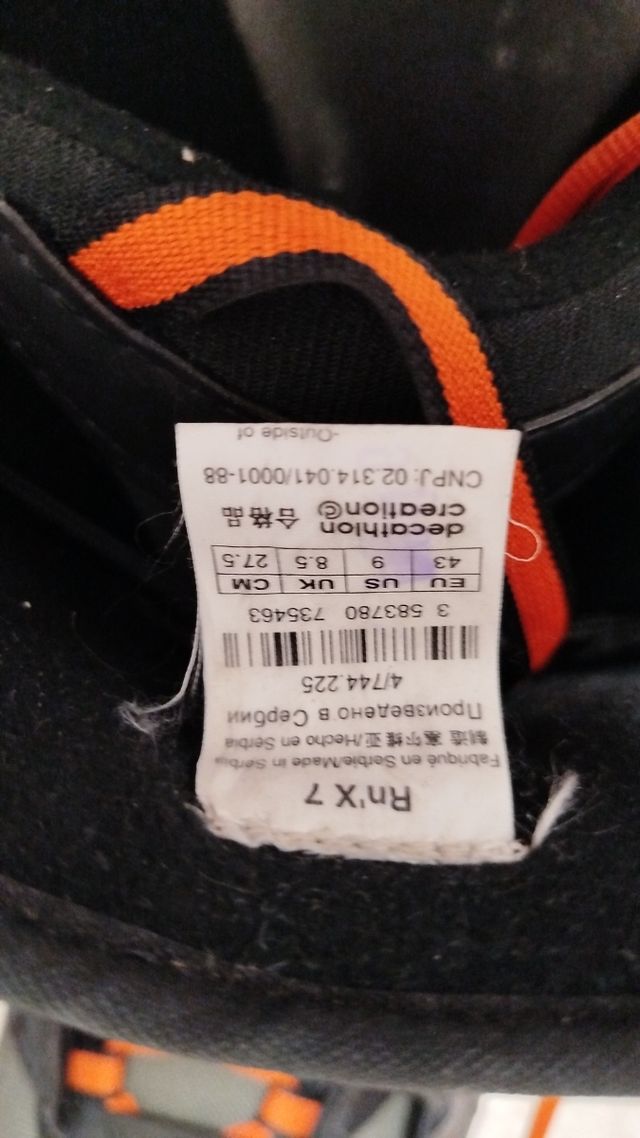 Rn'X 7
Fabriqué en Serbie/Made in Serbia
制造 塞尔维亚/Hecho en Serbia
Произведено в Сербии
4/744.225
3 583780 735463
EU US UK CM
43 9 8.5 27.5
decathlon
creation© 合格品
CNPJ: 02.314.041/0001-88
-Outside of